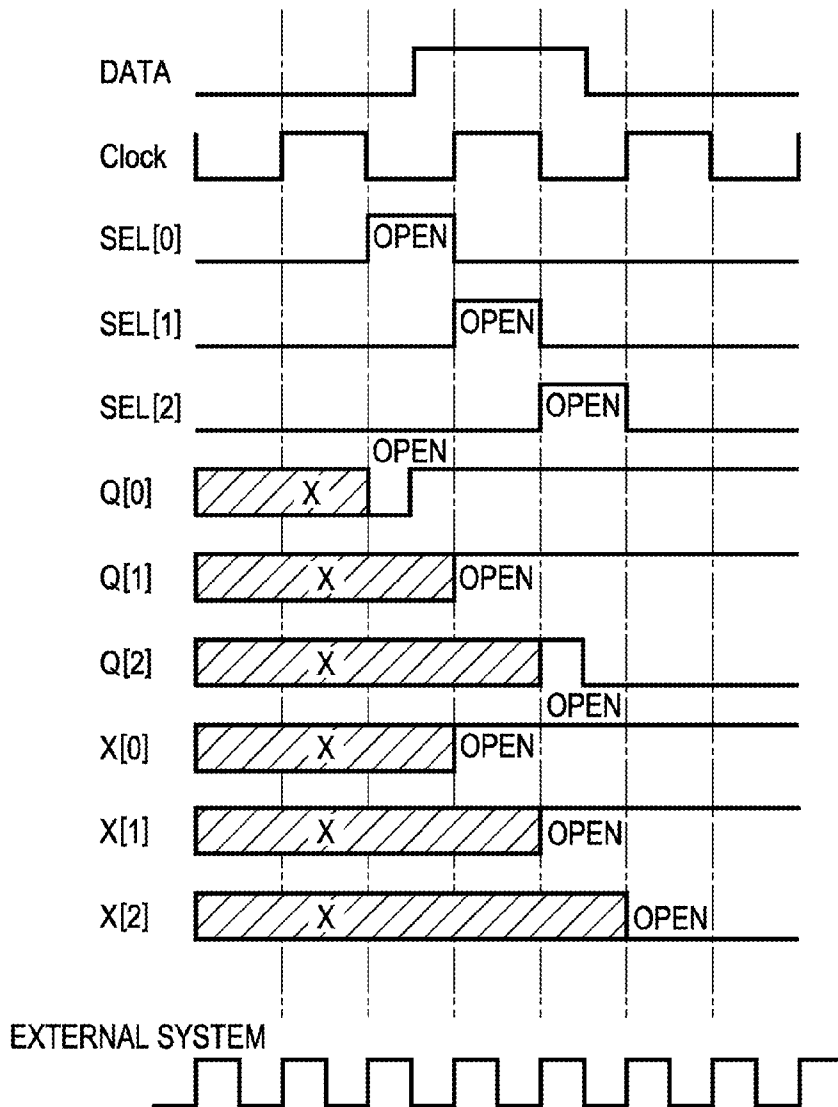 DATA
Clock
SEL[0] OPEN
SEL[1] OPEN
SEL[2] OPEN
OPEN
Q[0] X
Q[1] X OPEN
Q[2] X
OPEN
X[0] X OPEN
X[1] X OPEN
X[2] X OPEN
EXTERNAL SYSTEM